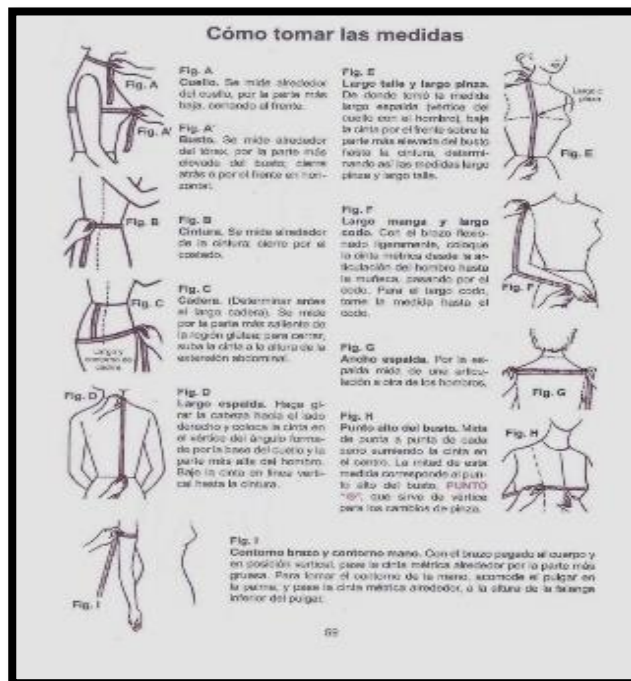 Cómo tomar las medidas
Fig. A
Cuello. Se mide alrededor
del cuello, por la parte más
baja, cerrando al frente.
Fig. A'
Busto. Se mide alrededor
del tórax, por la parte más
elevada del busto; cierre
atrás o por el frente en hori-
zontal.
Fig. B
Cintura. Se mide alrededor
de la cintura; cierre por el
costado.
Fig. C
Cadera. (Determinar antes
el largo cadera). Se mide
por la parte más saliente de
la región glútea; para cerrar,
suba la cinta a la altura de la
extensión abdominal.
Fig. D
Largo espalda. Haga gi-
rar la cabeza hacia el lado
derecho y coloca la cinta en
el vértice del ángulo forma-
do por la base del cuello y la
parte más alta del hombro.
Baje la cinta en línea verti-
cal hasta la cintura.
Fig. E
Largo talle y largo pinza.
De donde tomó la medida
largo espalda (vértice del
cuello con el hombro), baje
la cinta por el frente sobre la
parte más elevada del busto
hasta la cintura, determi-
nando así las medidas largo
pinza y largo talle.
Fig. F
Largo manga y largo
codo. Con el brazo flexio-
nado ligeramente, coloque
la cinta métrica desde la ar-
ticulación del hombro hasta
la muñeca, pasando por el
codo. Para el largo codo,
tome la medida hasta el
codo.
Fig. G
Ancho espalda. Por la es-
palda mida de una articu-
lación a otra de los hombros.
Fig. H
Punto alto del busto. Mida
de punta a punta de cada
seno sumiendo la cinta en
el centro. La mitad de esta
medida corresponde al pun-
to alto del busto, PUNTO
"G", que sirve de vértice
para los cambios de pinza.
Fig. I
Contorno brazo y contorno mano. Con el brazo pegado al cuerpo y
en posición vertical, pase la cinta métrica alrededor por la parte más
gruesa. Para tomar el contorno de la mano, acomode el pulgar en
la palma, y pase la cinta métrica alrededor, a la altura de la falange
inferior del pulgar.
Fig. A
Fig. A'
Fig. B
Fig. C
Largo y
contorno de
cadera
Fig. D
Largo
pinza
Fig. E
Fig. F
Fig. G
Fig. H
Fig. I